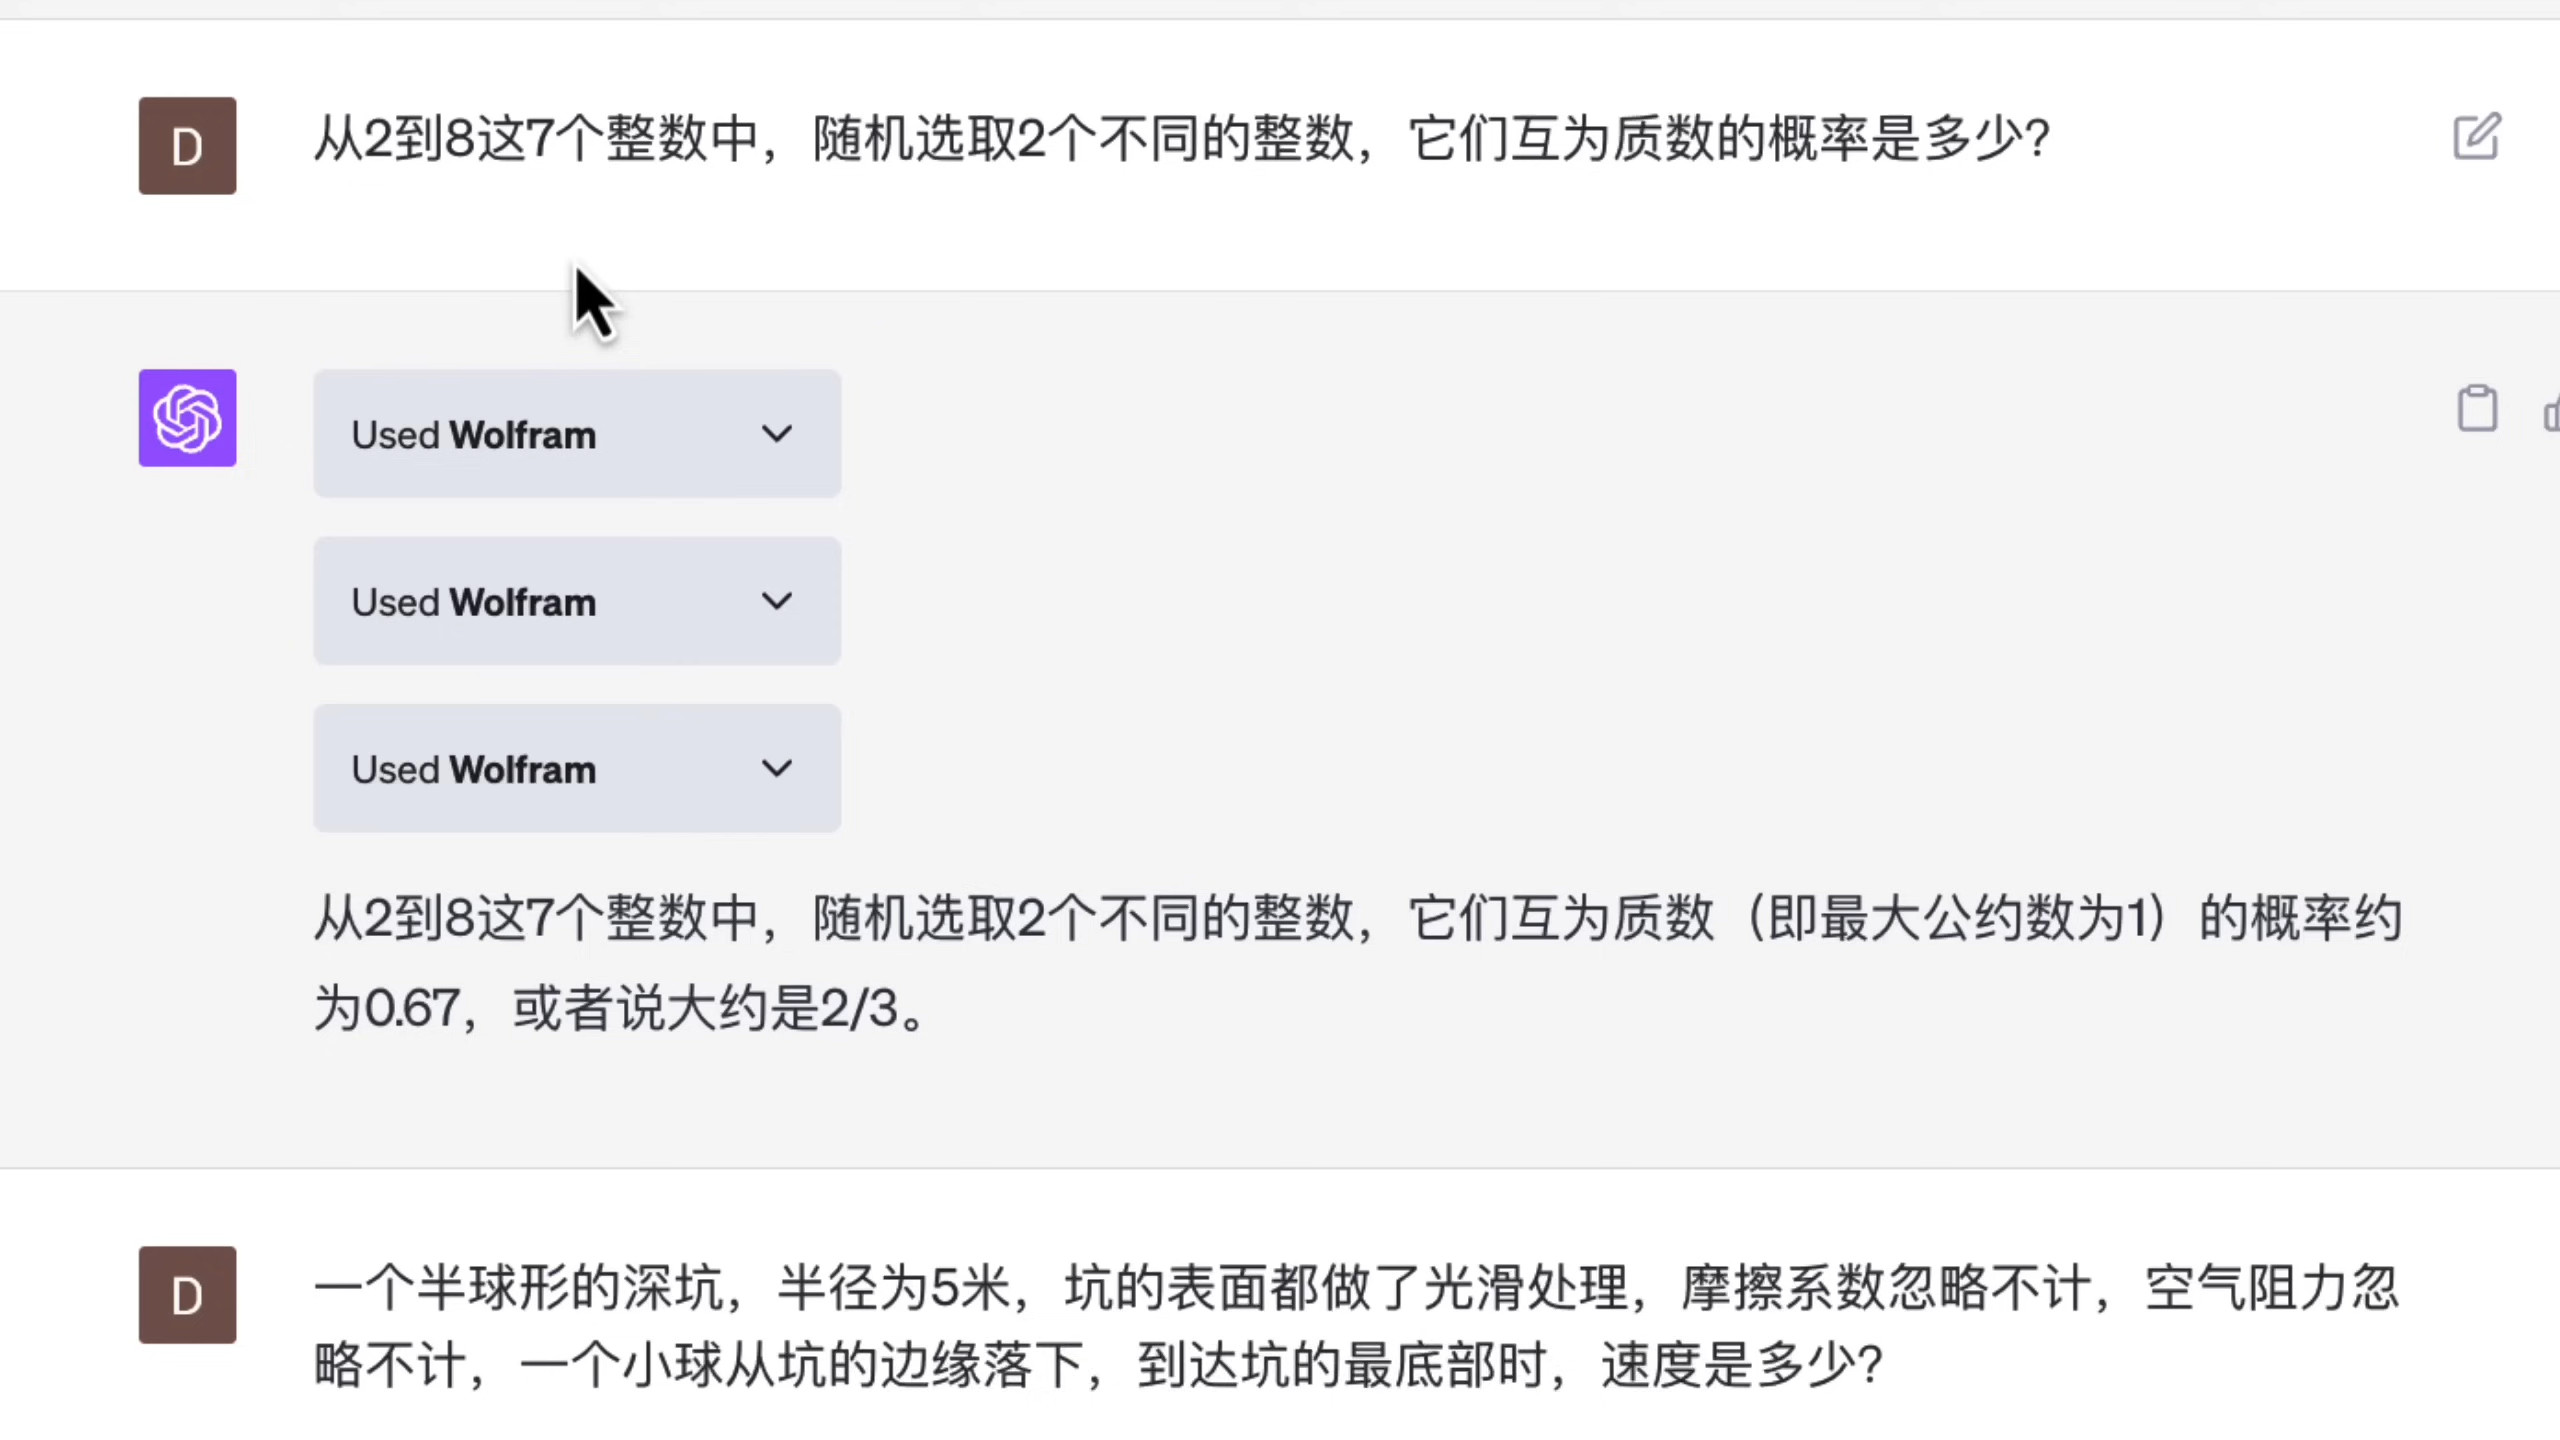 D
从2到8这7个整数中，随机选取2个不同的整数，它们互为质数的概率是多少？
Used Wolfram
Used Wolfram
Used Wolfram
从2到8这7个整数中，随机选取2个不同的整数，它们互为质数（即最大公约数为1）的概率约
为0.67，或者说大约是2/3。
D
一个半球形的深坑，半径为5米，坑的表面都做了光滑处理，摩擦系数忽略不计，空气阻力忽
略不计，一个小球从坑的边缘落下，到达坑的最底部时，速度是多少？